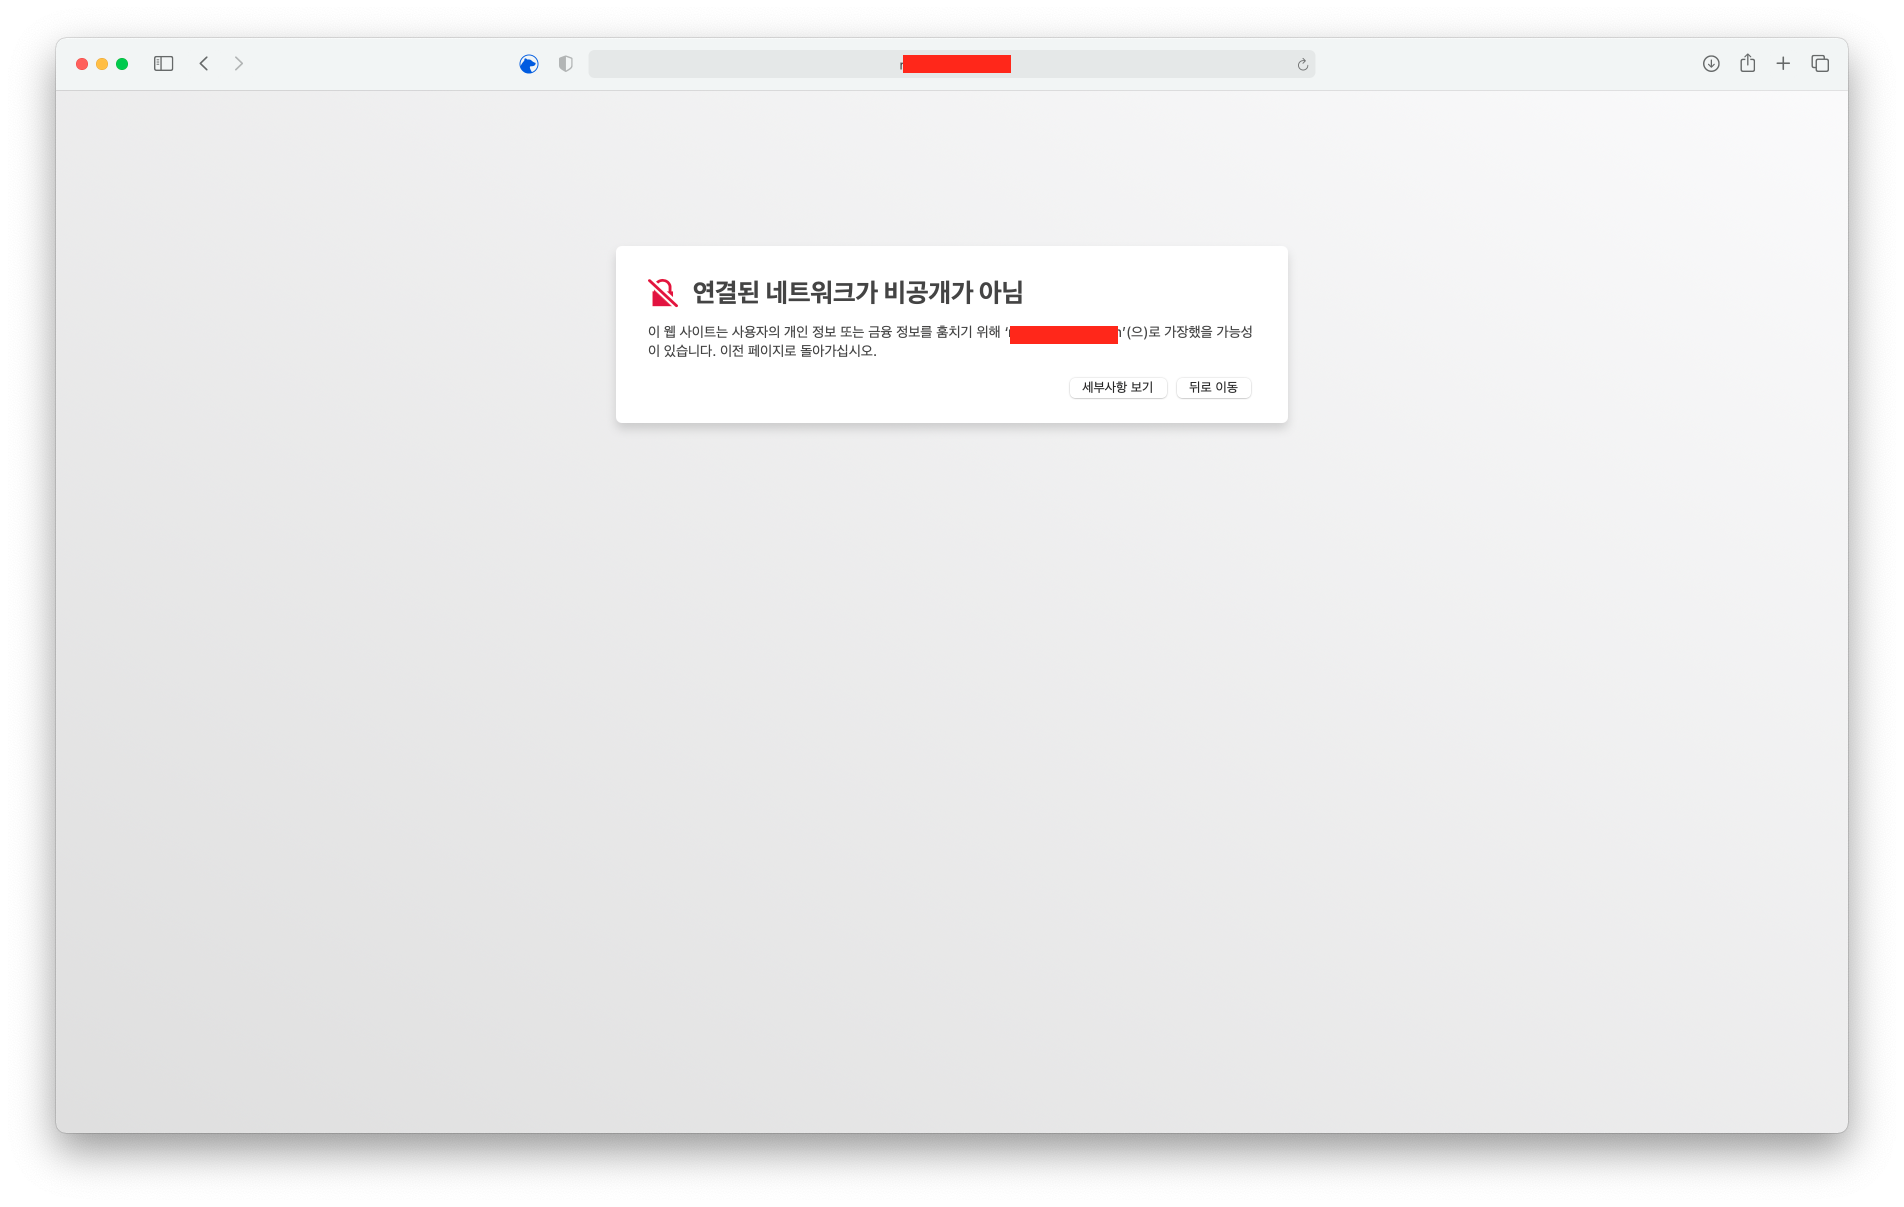 연결된 네트워크가 비공개가 아님
이 웹 사이트는 사용자의 개인 정보 또는 금융 정보를 훔치기 위해 ‘ ’(으)로 가장했을 가능성
이 있습니다. 이전 페이지로 돌아가십시오.
세부사항 보기 뒤로 이동